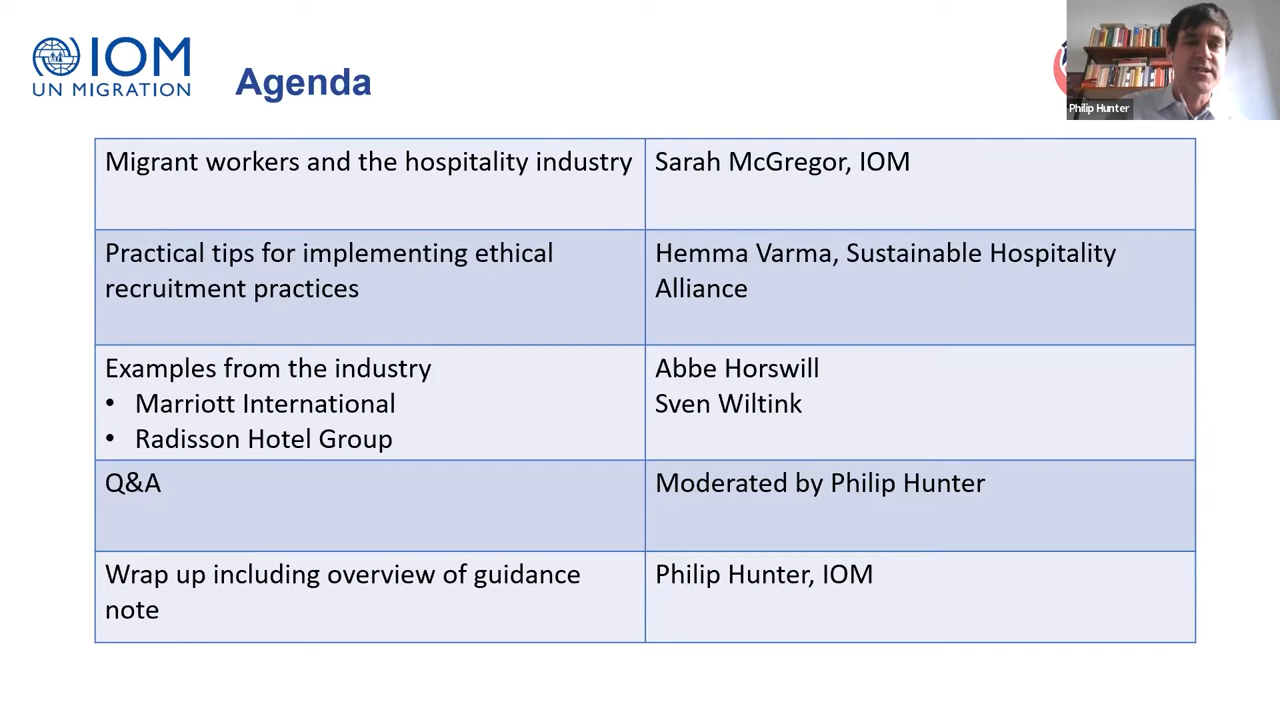 IOM
UN MIGRATION
Agenda
Philip Hunter
Migrant workers and the hospitality industry
Sarah McGregor, IOM
Practical tips for implementing ethical
recruitment practices
Hemma Varma, Sustainable Hospitality
Alliance
Examples from the industry
• Marriott International
• Radisson Hotel Group
Abbe Horswill
Sven Wiltink
Q&A
Moderated by Philip Hunter
Wrap up including overview of guidance
note
Philip Hunter, IOM